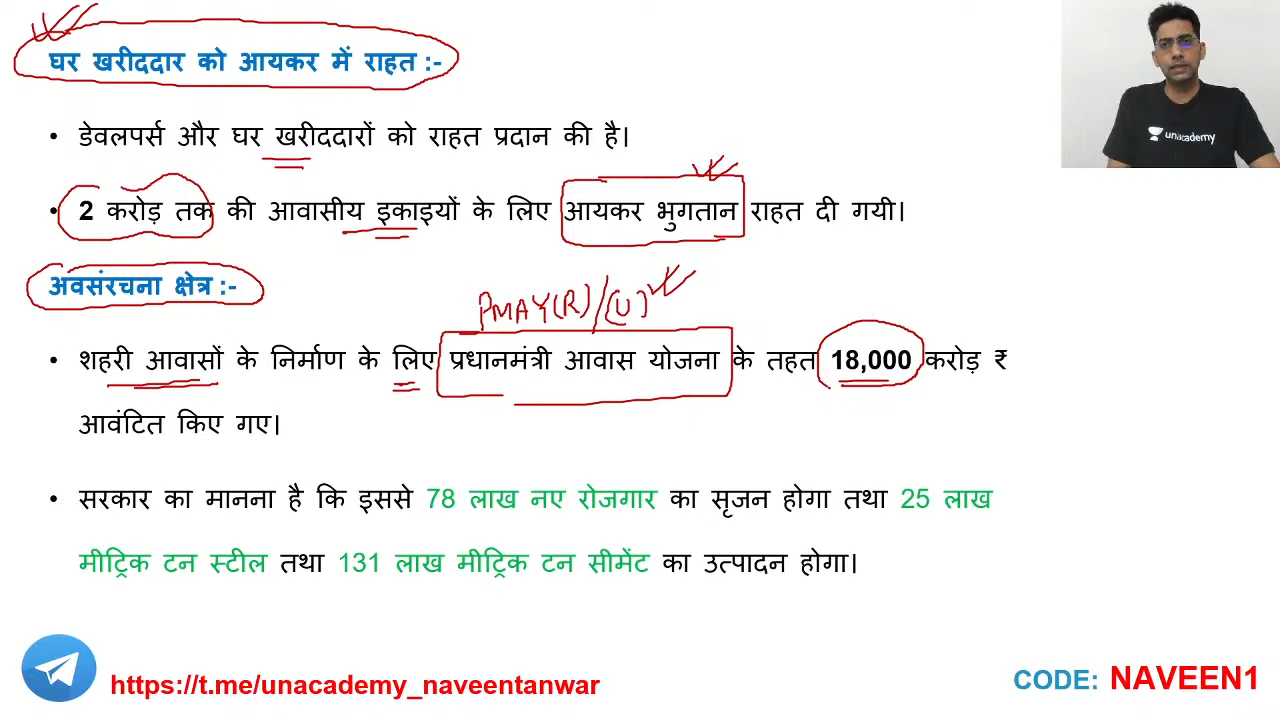 घर खरीददार को आयकर में राहत :-
unacademy
• डेवलपर्स और घर खरीददारों को राहत प्रदान की है।
• 2 करोड़ तक की आवासीय इकाइयों के लिए आयकर भुगतान राहत दी गयी।
अवसंरचना क्षेत्र :-
PMAY(R)/(U)
• शहरी आवासों के निर्माण के लिए प्रधानमंत्री आवास योजना के तहत 18,000 करोड़ ₹
आवंटित किए गए।
• सरकार का मानना है कि इससे 78 लाख नए रोजगार का सृजन होगा तथा 25 लाख
मीट्रिक टन स्टील तथा 131 लाख मीट्रिक टन सीमेंट का उत्पादन होगा।
https://t.me/unacademy_naveentanwar
CODE: NAVEEN1